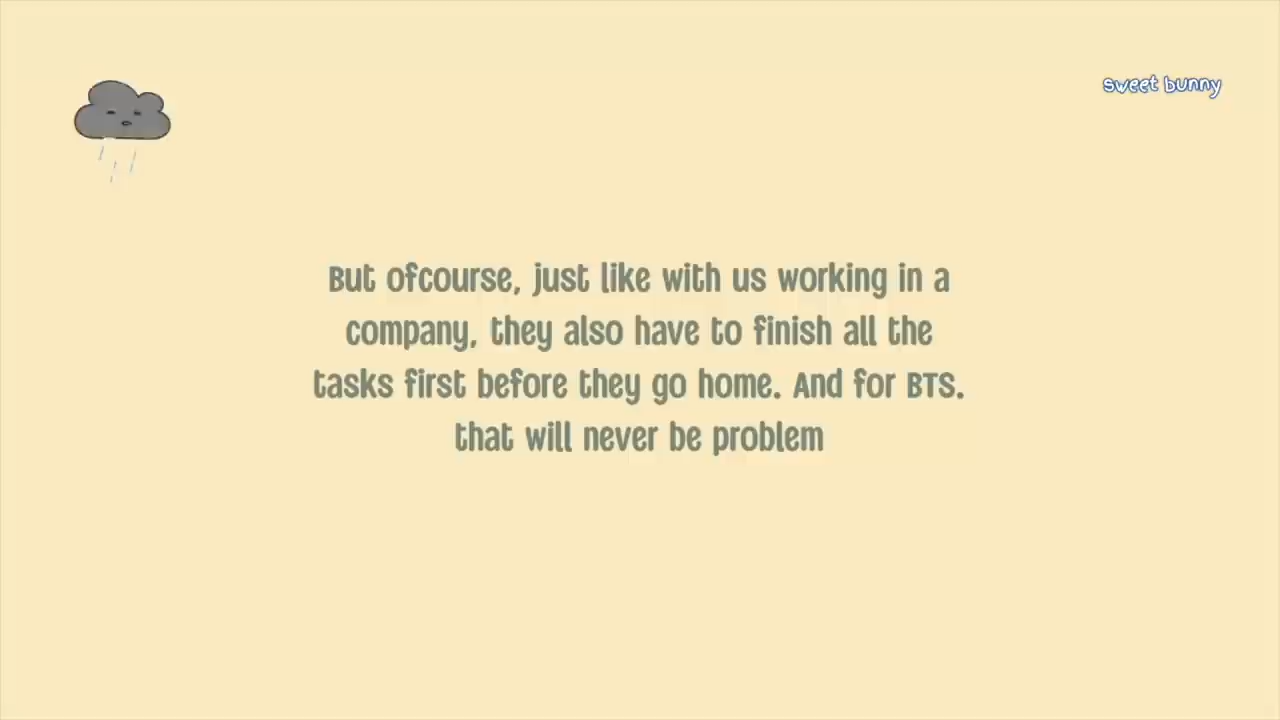 sweet bunny
But ofcourse, just like with us working in a
company, they also have to finish all the
tasks first before they go home. And for BTS.
that will never be problem